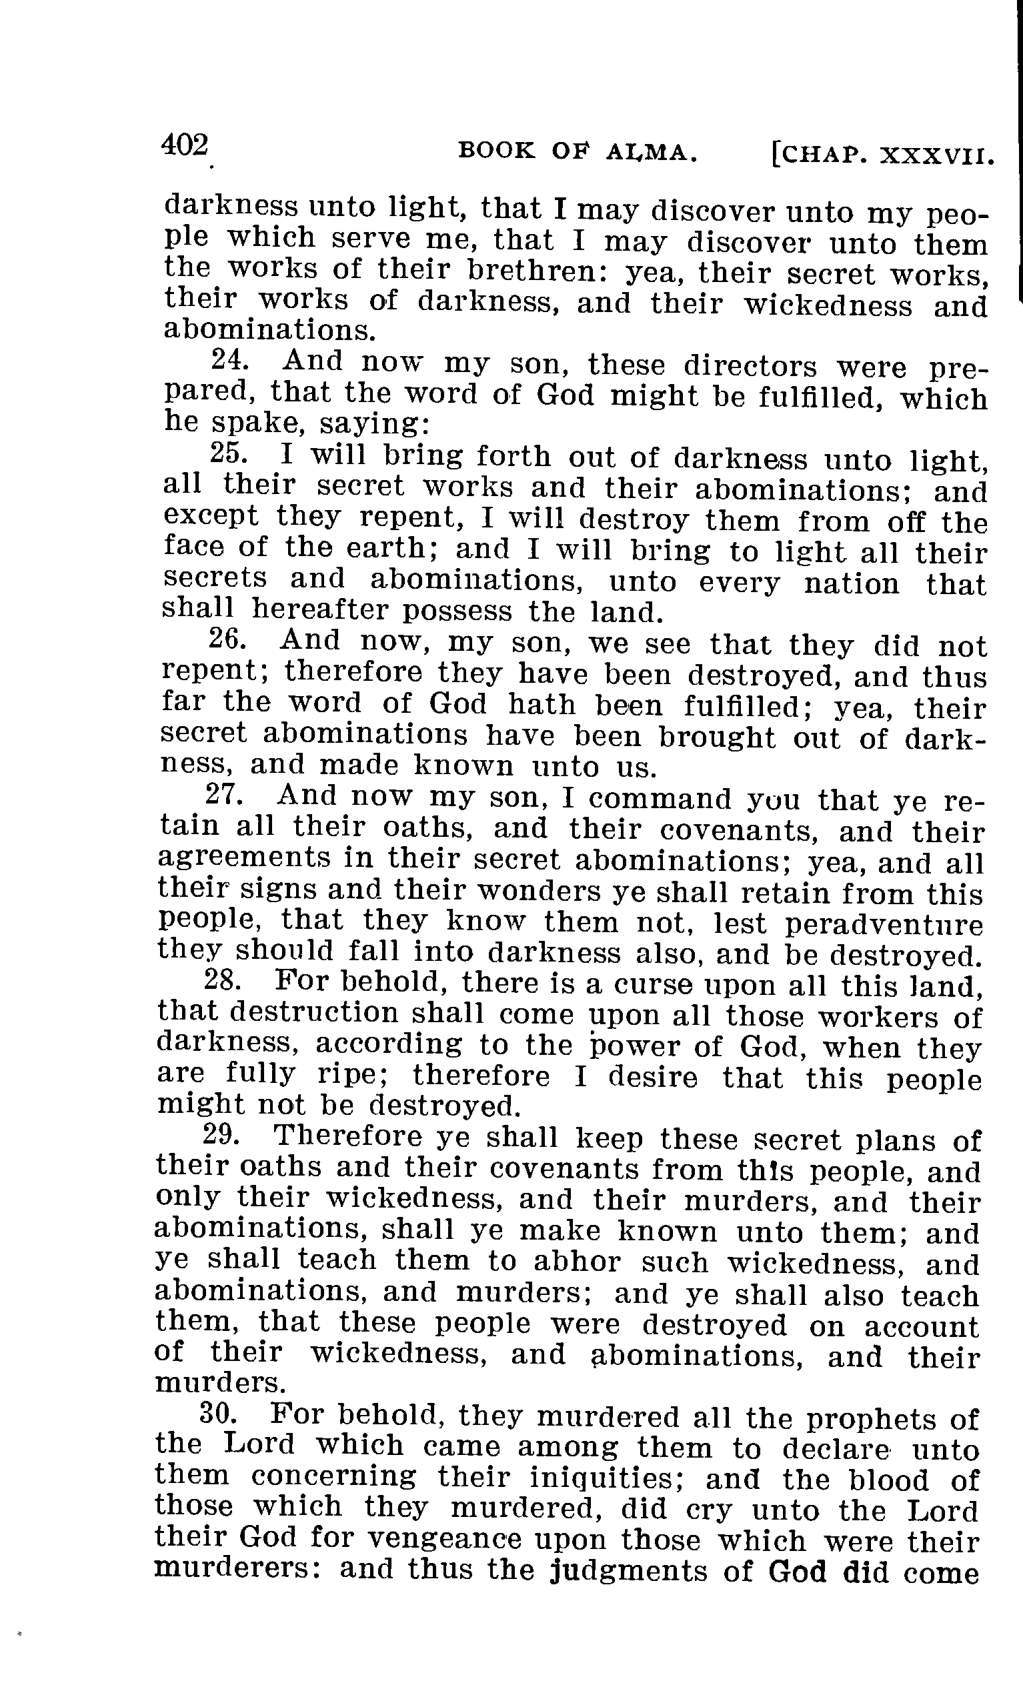 402 BOOK OF ALMA. [CHAP. XXXVII.
darkness unto light, that I may discover unto my peo-
ple which serve me, that I may discover unto them
the works of their brethren: yea, their secret works,
their works of darkness, and their wickedness and
abominations.
24. And now my son, these directors were pre-
pared, that the word of God might be fulfilled, which
he spake, saying:
25. I will bring forth out of darkness unto light,
all their secret works and their abominations; and
except they repent, I will destroy them from off the
face of the earth; and I will bring to light all their
secrets and abominations, unto every nation that
shall hereafter possess the land.
26. And now, my son, we see that they did not
repent; therefore they have been destroyed, and thus
far the word of God hath been fulfilled; yea, their
secret abominations have been brought out of dark-
ness, and made known unto us.
27. And now my son, I command you that ye re-
tain all their oaths, and their covenants, and their
agreements in their secret abominations; yea, and all
their signs and their wonders ye shall retain from this
people, that they know them not, lest peradventure
they should fall into darkness also, and be destroyed.
28. For behold, there is a curse upon all this land,
that destruction shall come upon all those workers of
darkness, according to the power of God, when they
are fully ripe; therefore I desire that this people
might not be destroyed.
29. Therefore ye shall keep these secret plans of
their oaths and their covenants from this people, and
only their wickedness, and their murders, and their
abominations, shall ye make known unto them; and
ye shall teach them to abhor such wickedness, and
abominations, and murders; and ye shall also teach
them, that these people were destroyed on account
of their wickedness, and abominations, and their
murders.
30. For behold, they murdered all the prophets of
the Lord which came among them to declare unto
them concerning their iniquities; and the blood of
those which they murdered, did cry unto the Lord
their God for vengeance upon those which were their
murderers: and thus the judgments of God did come